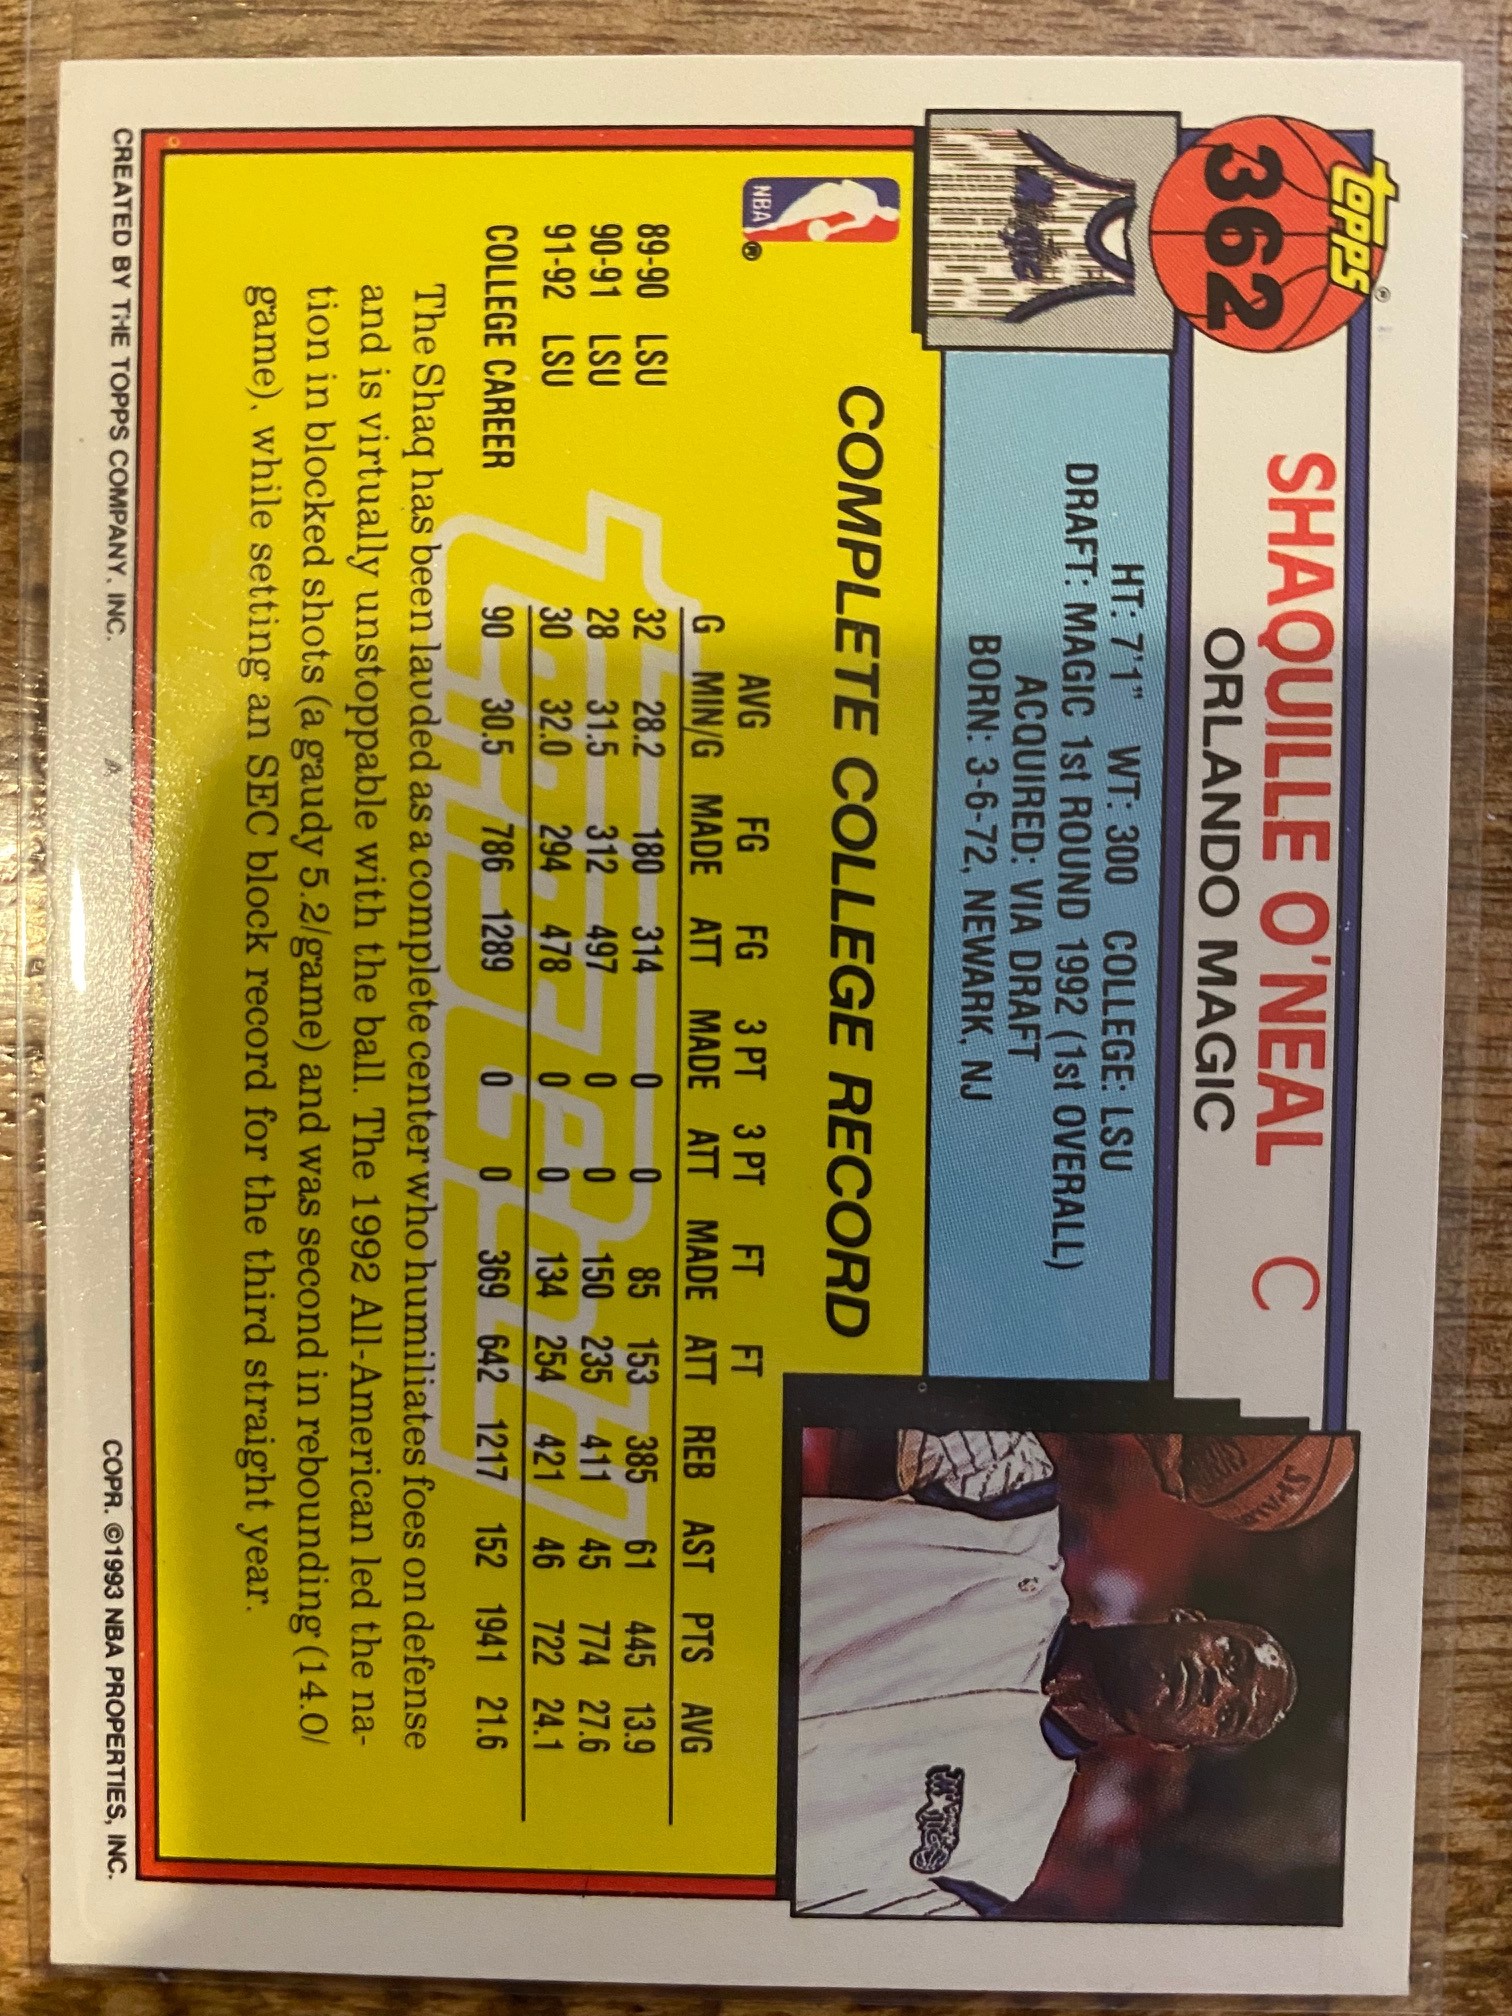 topps®
362
SHAQUILLE O'NEAL C
ORLANDO MAGIC
HT: 7'1" WT: 300 COLLEGE: LSU
DRAFT: MAGIC 1st ROUND 1992 (1st OVERALL)
ACQUIRED: VIA DRAFT
BORN: 3-6-72, NEWARK, NJ
MAGIC
NBA ®
COMPLETE COLLEGE RECORD
AVG FG FG 3 PT 3 PT FT FT
G MIN/G MADE ATT MADE ATT MADE ATT REB AST PTS AVG
89-90 LSU 32 28.2 180 314 0 0 85 153 385 61 445 13.9
90-91 LSU 28 31.5 312 497 0 0 150 235 411 45 774 27.6
91-92 LSU 30 32.0 294 478 0 0 134 254 421 46 722 24.1
COLLEGE CAREER 90 30.5 786 1289 0 0 369 642 1217 152 1941 21.6
The Shaq has been lauded as a complete center who humiliates foes on defense
and is virtually unstoppable with the ball. The 1992 All-American led the na-
tion in blocked shots (a gaudy 5.2/game) and was second in rebounding (14.0/
game), while setting an SEC block record for the third straight year.
CREATED BY THE TOPPS COMPANY, INC. A COPR. ©1993 NBA PROPERTIES, INC.